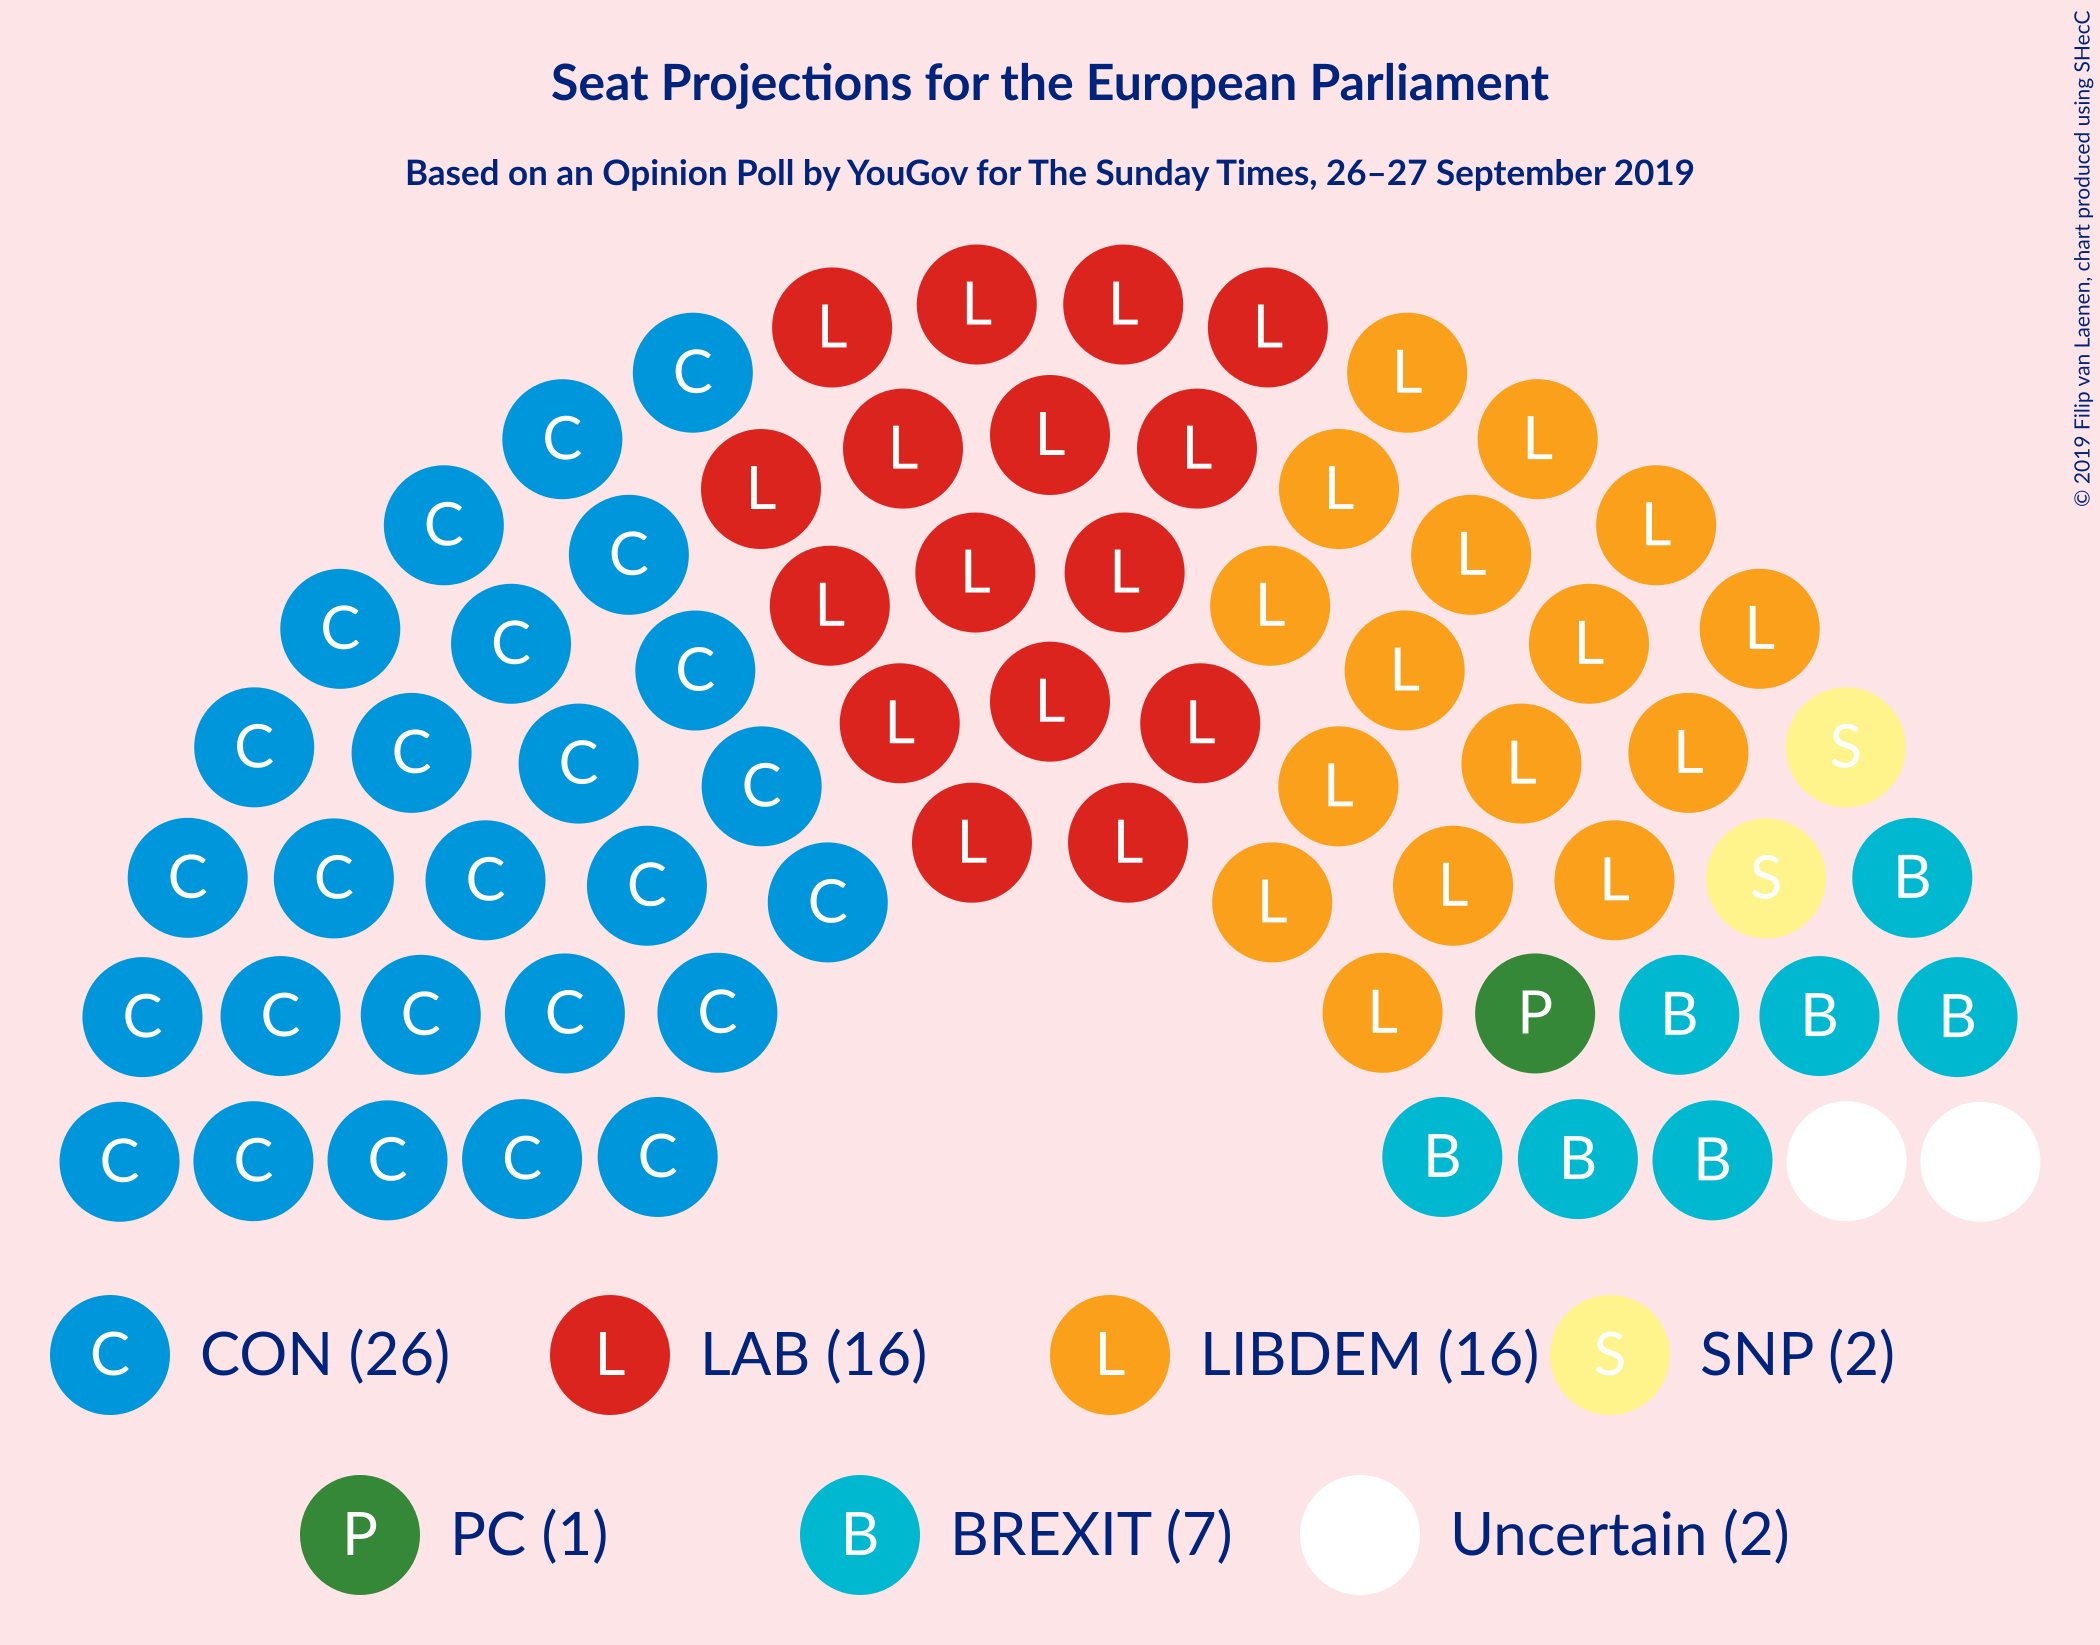 Seat Projections for the European Parliament
Based on an Opinion Poll by YouGov for The Sunday Times, 26–27 September 2019
© 2019 Filip van Laenen, chart produced using SHecC
L L L L
C L
C L L L L
C L L
C L L L
C L L
C L L
C L L L
C L
C C L C L L S
C C C C L L L S
C C C C C L L L L L S B
C C C C C L P B B B
C C C C C B B B
C CON (26) L LAB (16) L LIBDEM (16) S SNP (2)
P PC (1) B BREXIT (7) Uncertain (2)